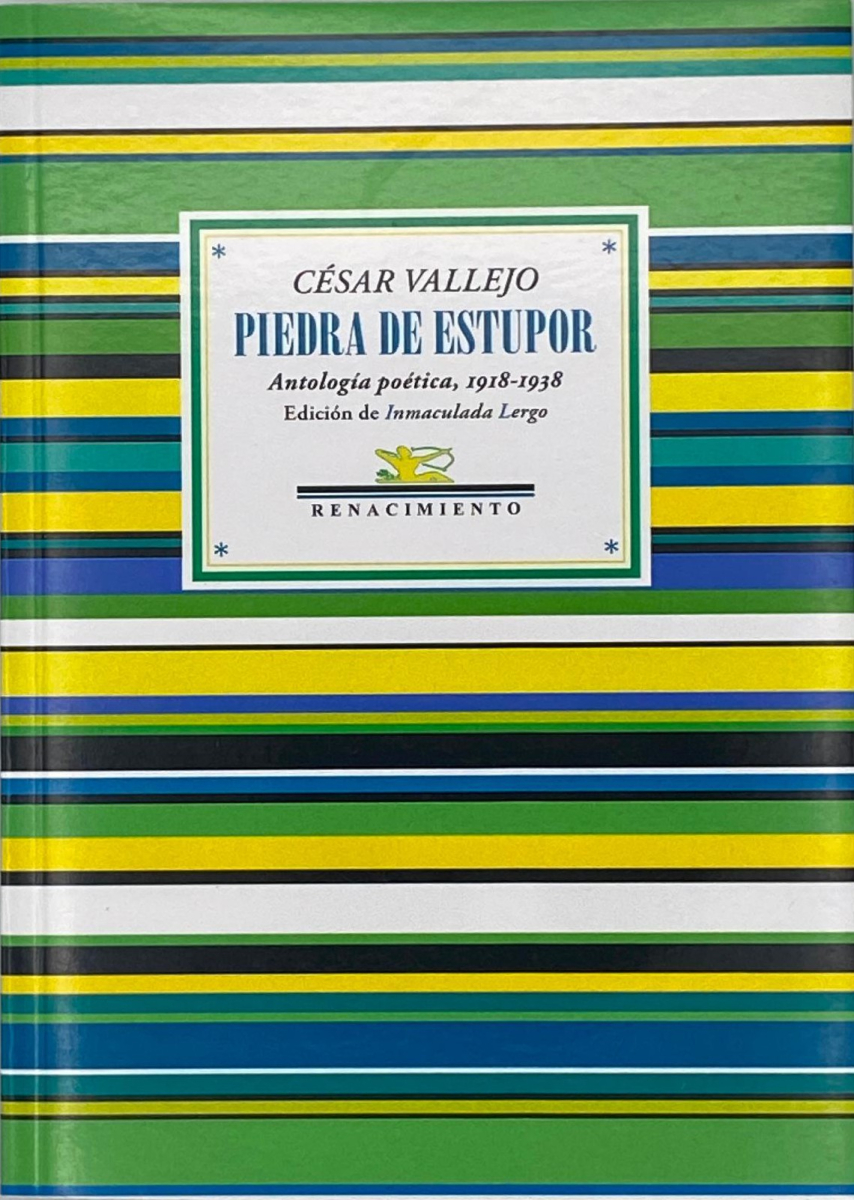 CÉSAR VALLEJO
PIEDRA DE ESTUPOR
Antología poética, 1918-1938
Edición de Inmaculada Lergo
RENACIMIENTO